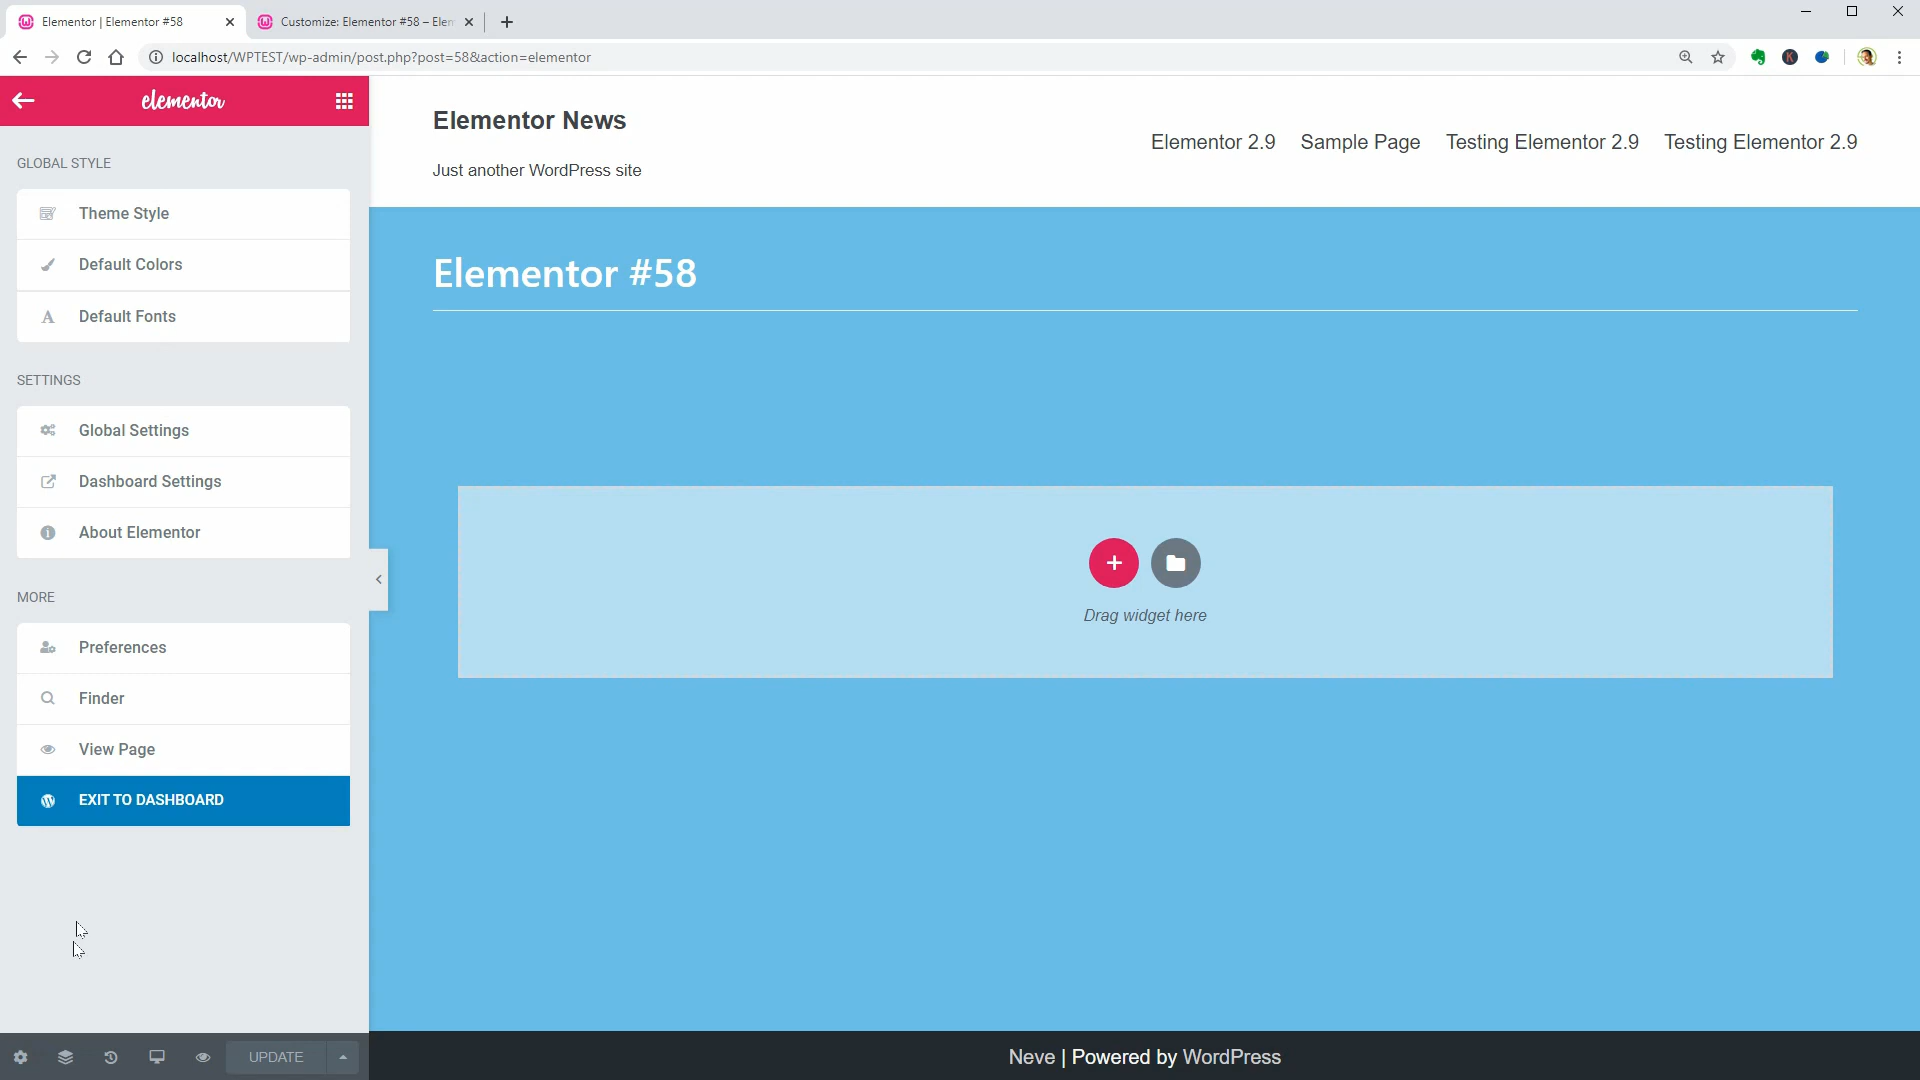 Elementor | Elementor #58
Customize: Elementor #58 – Elem
localhost/WPTEST/wp-admin/post.php?post=58&action=elementor
elementor
GLOBAL STYLE
Theme Style
Default Colors
Default Fonts
SETTINGS
Global Settings
Dashboard Settings
About Elementor
MORE
Preferences
Finder
View Page
EXIT TO DASHBOARD
UPDATE
Elementor News
Just another WordPress site
Elementor 2.9 Sample Page Testing Elementor 2.9 Testing Elementor 2.9
Elementor #58
Drag widget here
Neve | Powered by WordPress